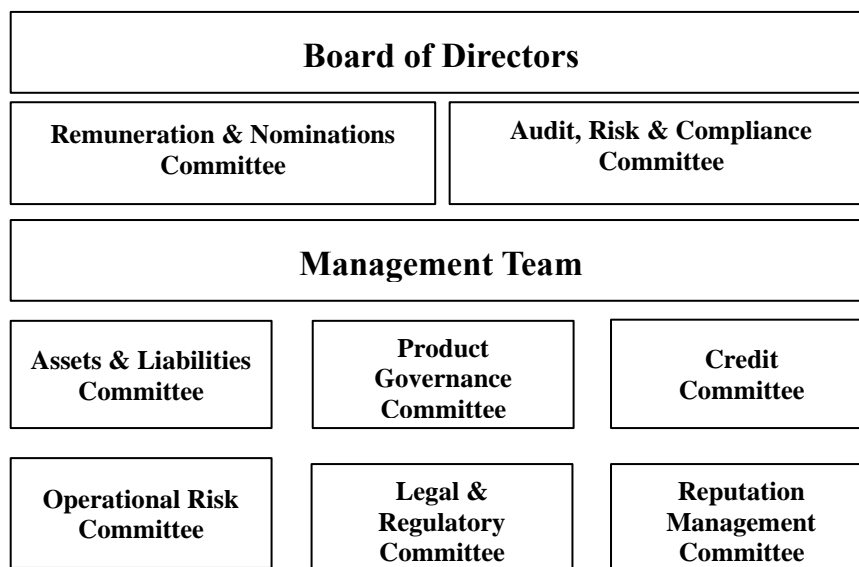 Board of Directors
Remuneration & Nominations
Committee
Audit, Risk & Compliance
Committee
Management Team
Assets & Liabilities
Committee
Product
Governance
Committee
Credit
Committee
Operational Risk
Committee
Legal &
Regulatory
Committee
Reputation
Management
Committee